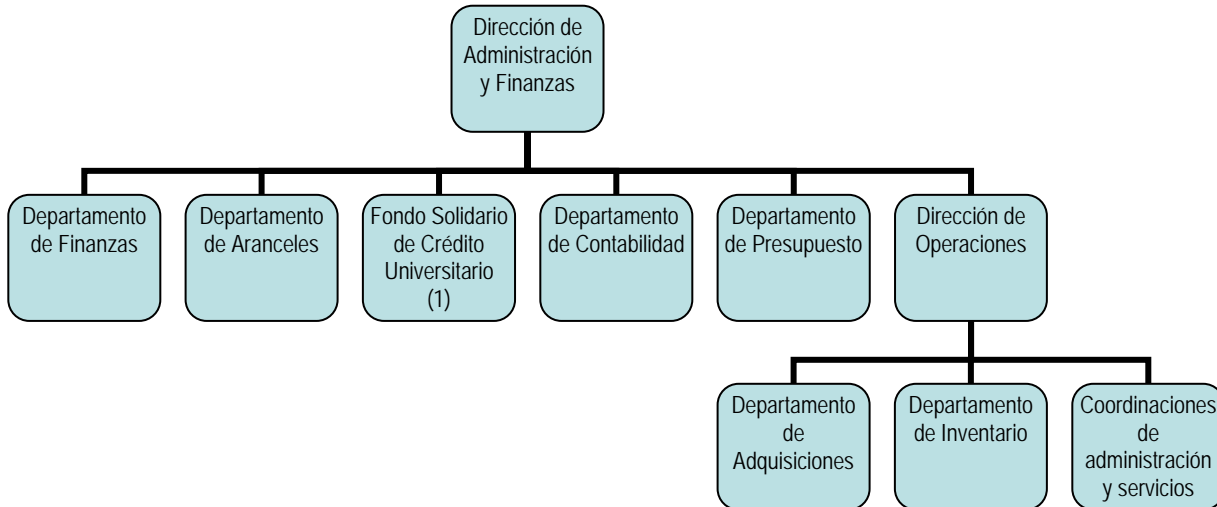 Dirección de
Administración
y Finanzas
Departamento
de Finanzas
Departamento
de Aranceles
Fondo Solidario
de Crédito
Universitario
(1)
Departamento
de Contabilidad
Departamento
de Presupuesto
Dirección de
Operaciones
Departamento
de
Adquisiciones
Departamento
de Inventario
Coordinaciones
de
administración
y servicios